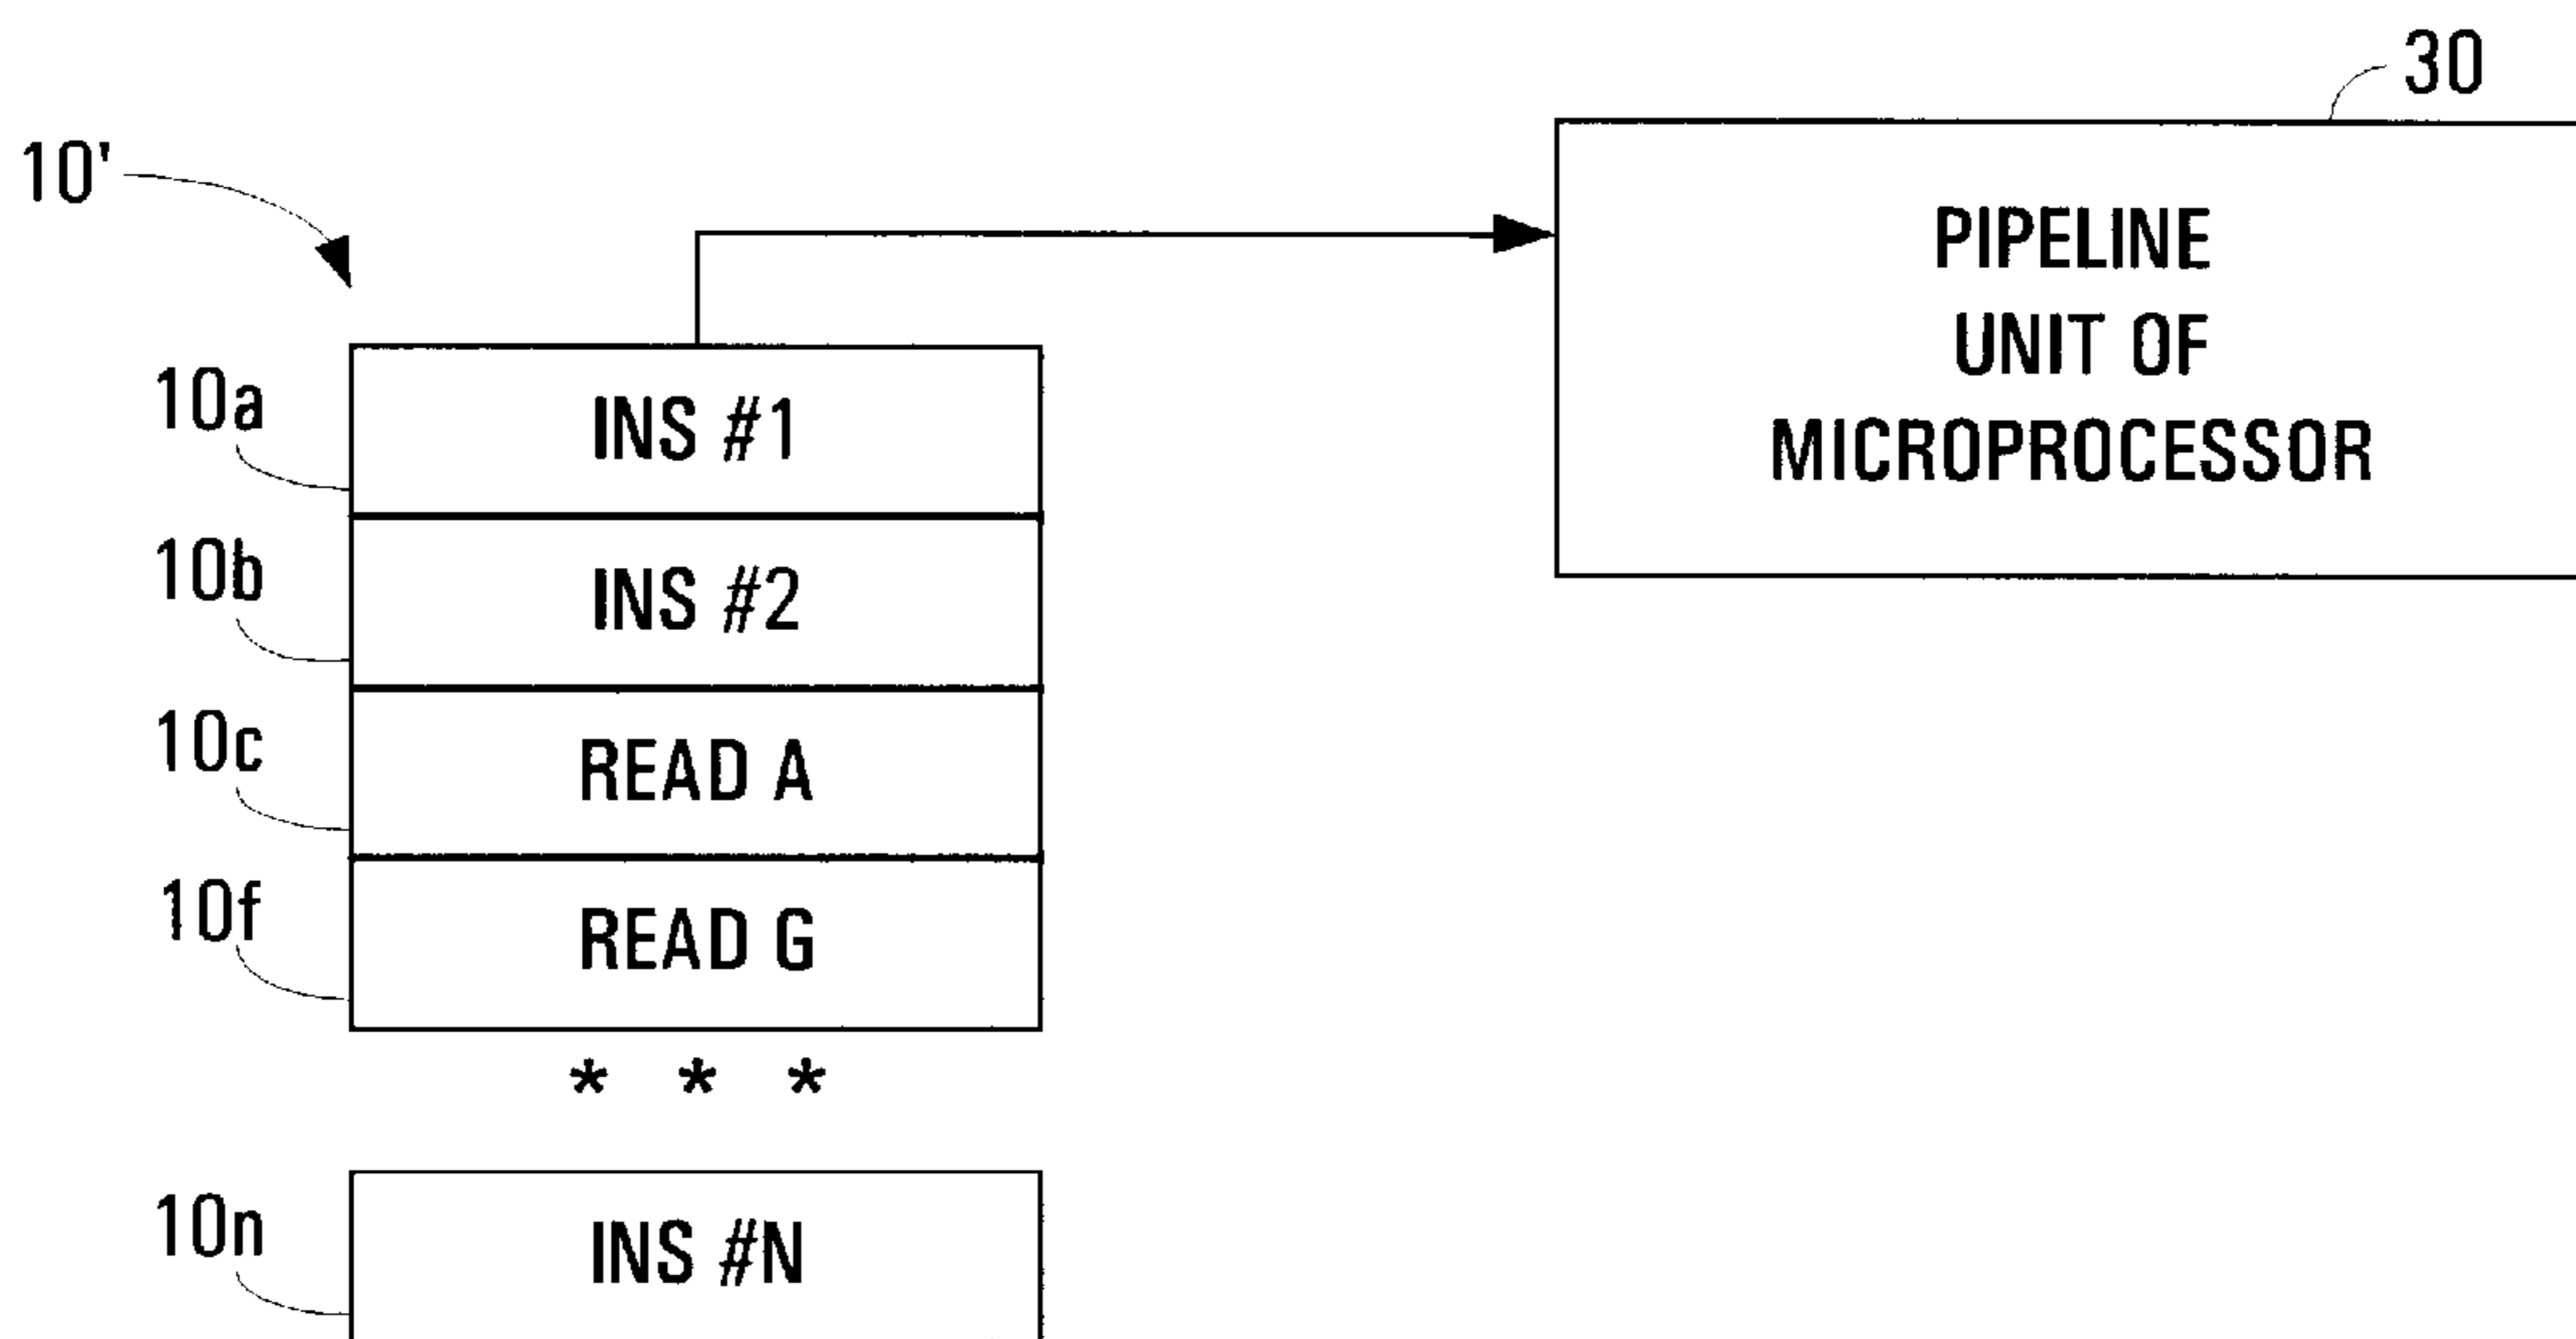 30
10'
PIPELINE
UNIT OF
MICROPROCESSOR
10a
INS #1
10b
INS #2
10c
READ A
10f
READ G
* * *
10n
INS #N